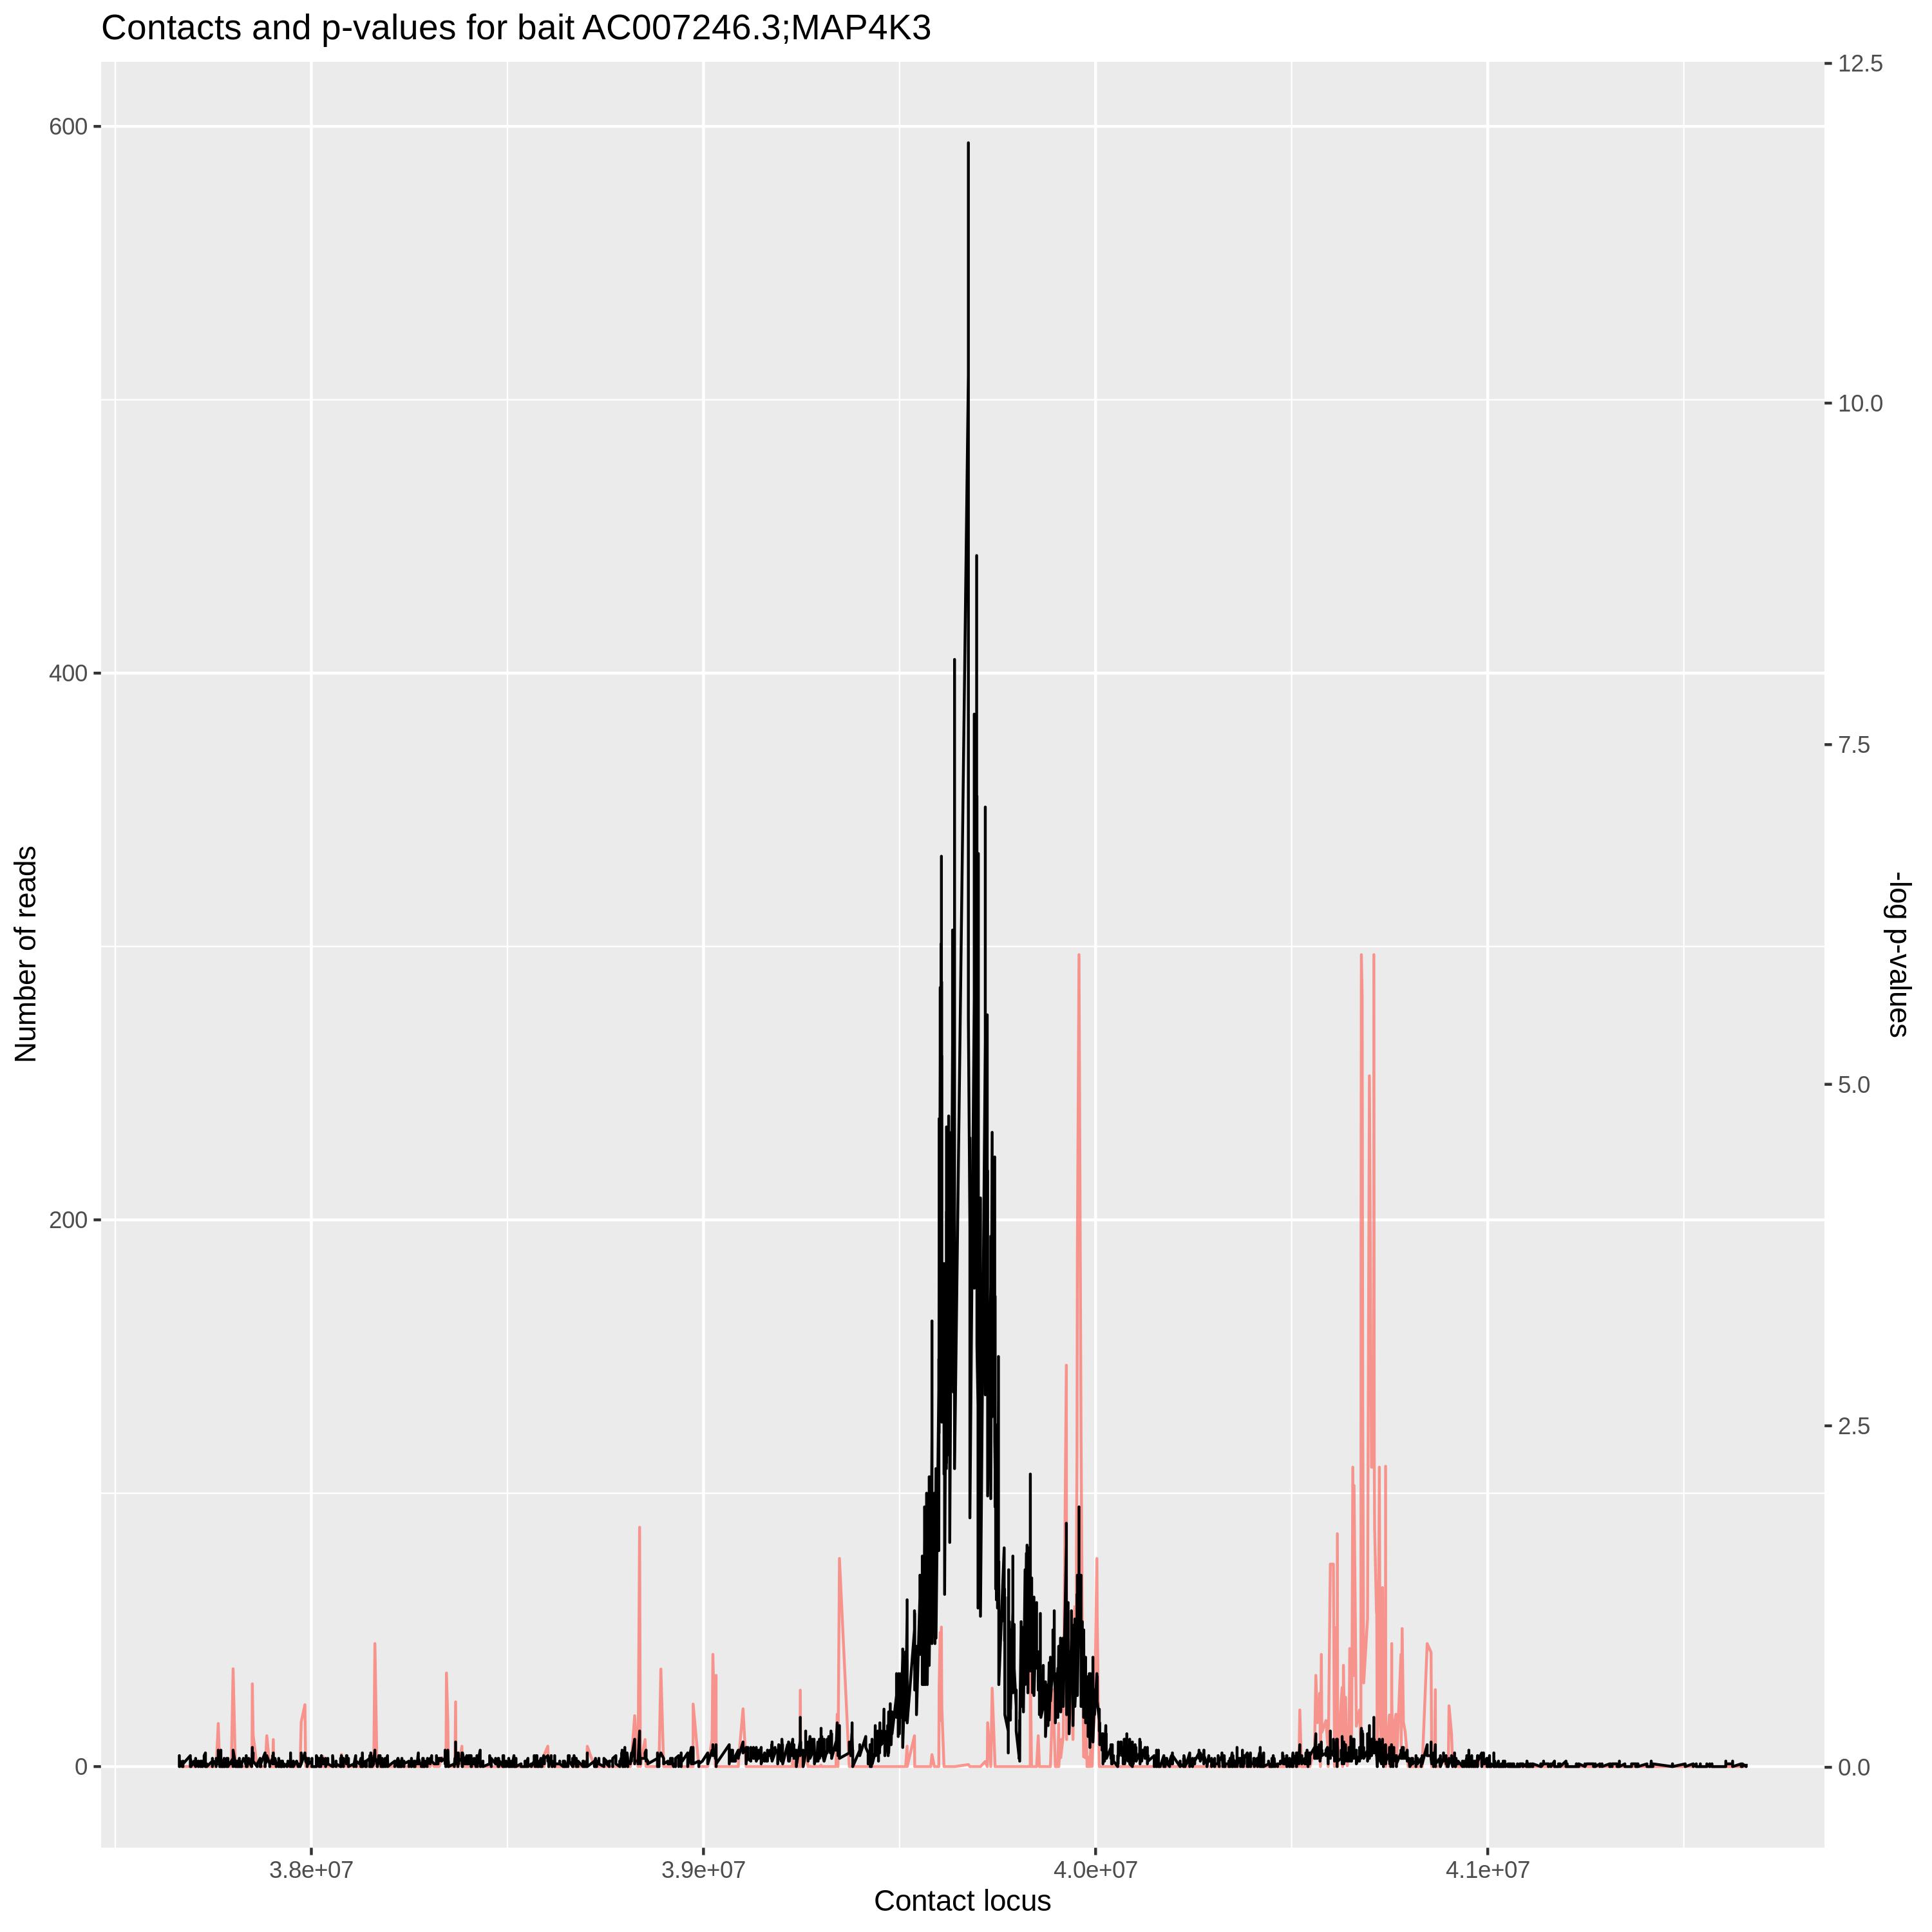 Contacts and p-values for bait AC007246.3;MAP4K3
12.5
600
10.0
400
7.5
Number of reads
-log p-values
5.0
200
2.5
0
0.0
3.8e+07
3.9e+07
4.0e+07
4.1e+07
Contact locus